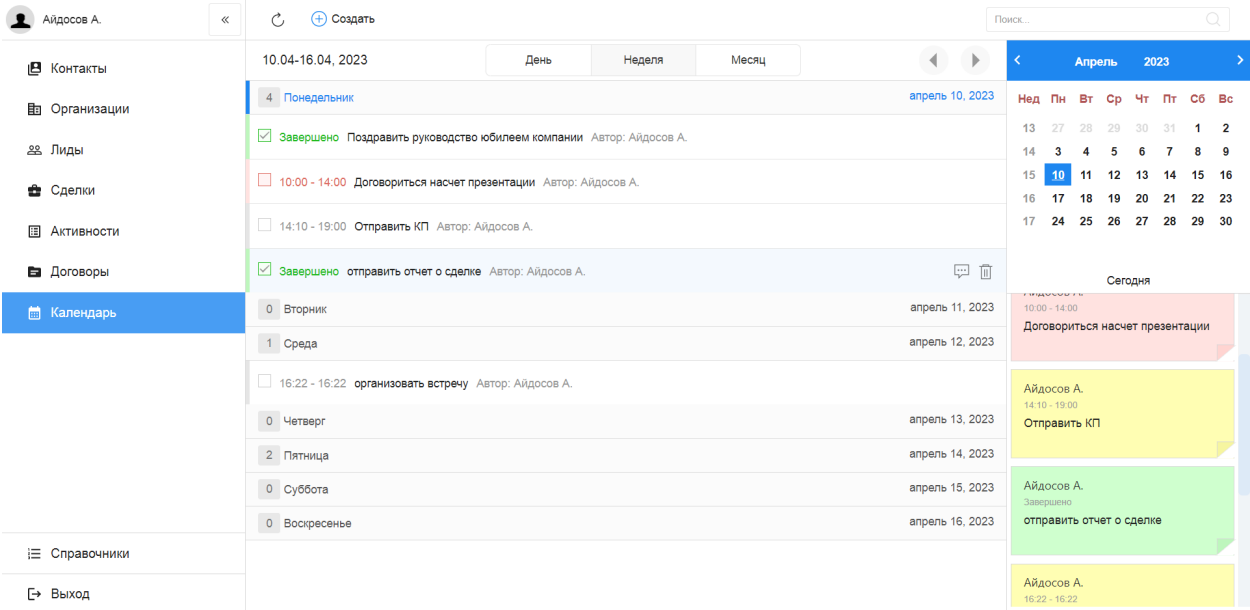 Айдосов А.
«
Создать
Поиск...
Контакты
Организации
Лиды
Сделки
Активности
Договоры
Календарь
Справочники
Выход
10.04-16.04, 2023
День Неделя Месяц
4 Понедельник апрель 10, 2023
Завершено Поздравить руководство юбилеем компании Автор: Айдосов А.
10:00 - 14:00 Договориться насчет презентации Автор: Айдосов А.
14:10 - 19:00 Отправить КП Автор: Айдосов А.
Завершено отправить отчет о сделке Автор: Айдосов А.
0 Вторник апрель 11, 2023
1 Среда апрель 12, 2023
16:22 - 16:22 организовать встречу Автор: Айдосов А.
0 Четверг апрель 13, 2023
2 Пятница апрель 14, 2023
0 Суббота апрель 15, 2023
0 Воскресенье апрель 16, 2023
Апрель 2023
Нед Пн Вт Ср Чт Пт Сб Вс
13 27 28 29 30 31 1 2
14 3 4 5 6 7 8 9
15 10 11 12 13 14 15 16
16 17 18 19 20 21 22 23
17 24 25 26 27 28 29 30
Сегодня
Айдосов А.
10:00 - 14:00
Договориться насчет презентации
Айдосов А.
14:10 - 19:00
Отправить КП
Айдосов А.
Завершено
отправить отчет о сделке
Айдосов А.
16:22 - 16:22